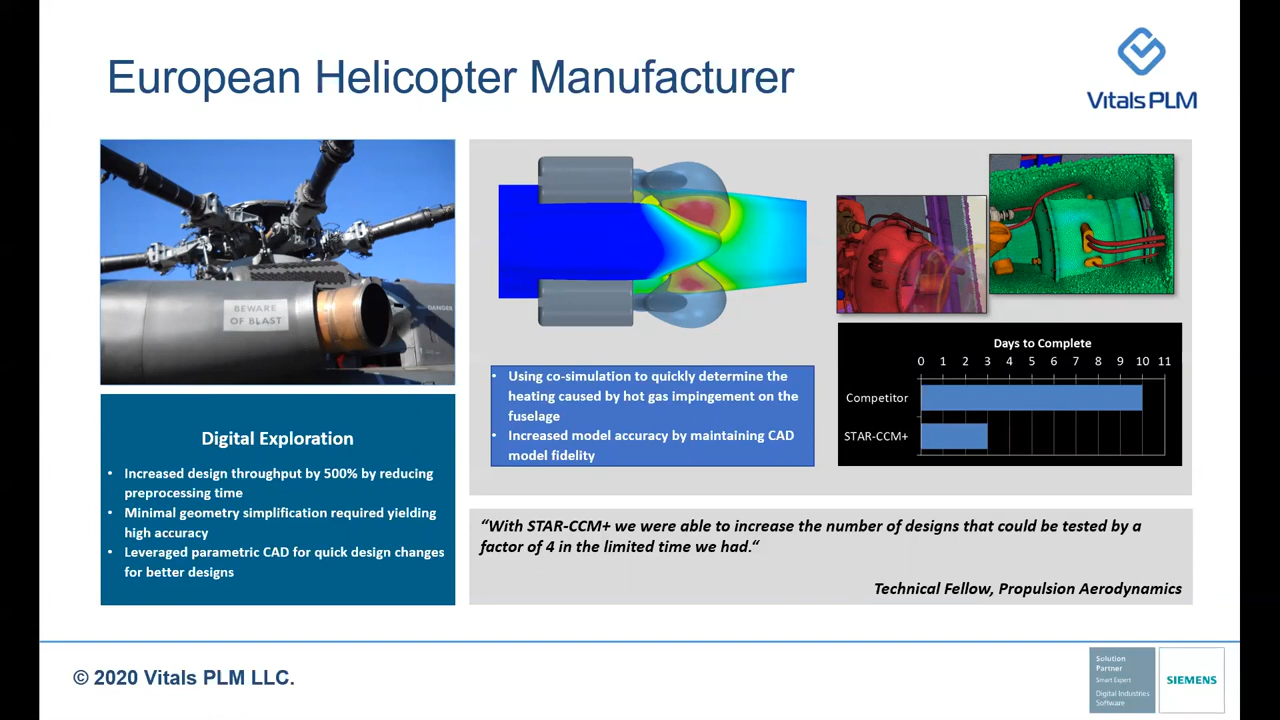 European Helicopter Manufacturer
Vitals PLM
BEWARE
OF BLAST
DANGER
Digital Exploration
• Increased design throughput by 500% by reducing
preprocessing time
• Minimal geometry simplification required yielding
high accuracy
• Leveraged parametric CAD for quick design changes
for better designs
• Using co-simulation to quickly determine the
heating caused by hot gas impingement on the
fuselage
• Increased model accuracy by maintaining CAD
model fidelity
Days to Complete
0 1 2 3 4 5 6 7 8 9 10 11
Competitor
STAR-CCM+
“With STAR-CCM+ we were able to increase the number of designs that could be tested by a
factor of 4 in the limited time we had.“
Technical Fellow, Propulsion Aerodynamics
© 2020 Vitals PLM LLC.
Solution
Partner
Smart Expert
Digital Industries
Software
SIEMENS